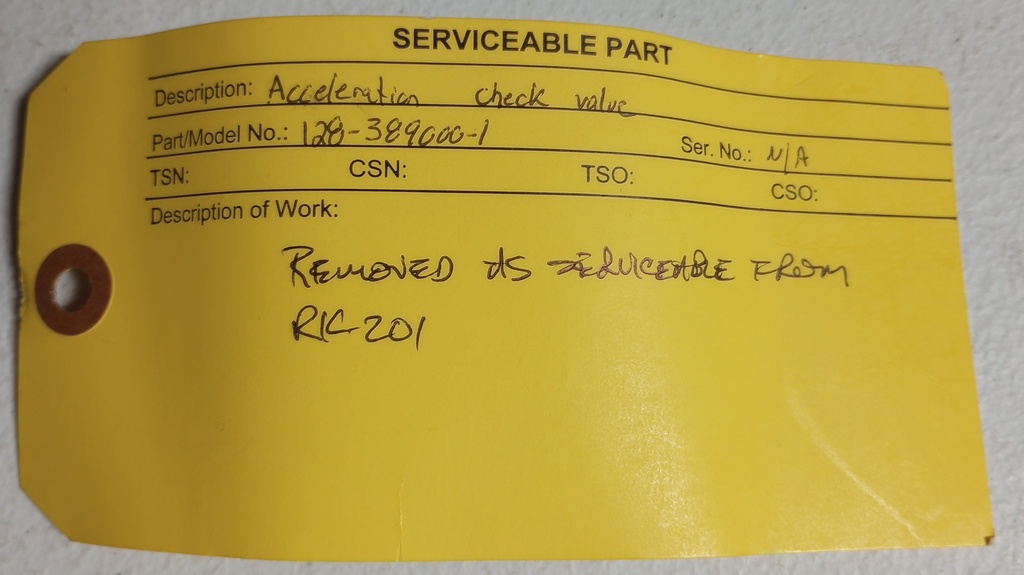 SERVICEABLE PART
Description: Acceleration check valve
Part/Model No.: 128-389000-1 Ser. No.: N/A
TSN: CSN: TSO: CSO:
Description of Work:
REMOVED AS SERVICEABLE FROM
RK-201